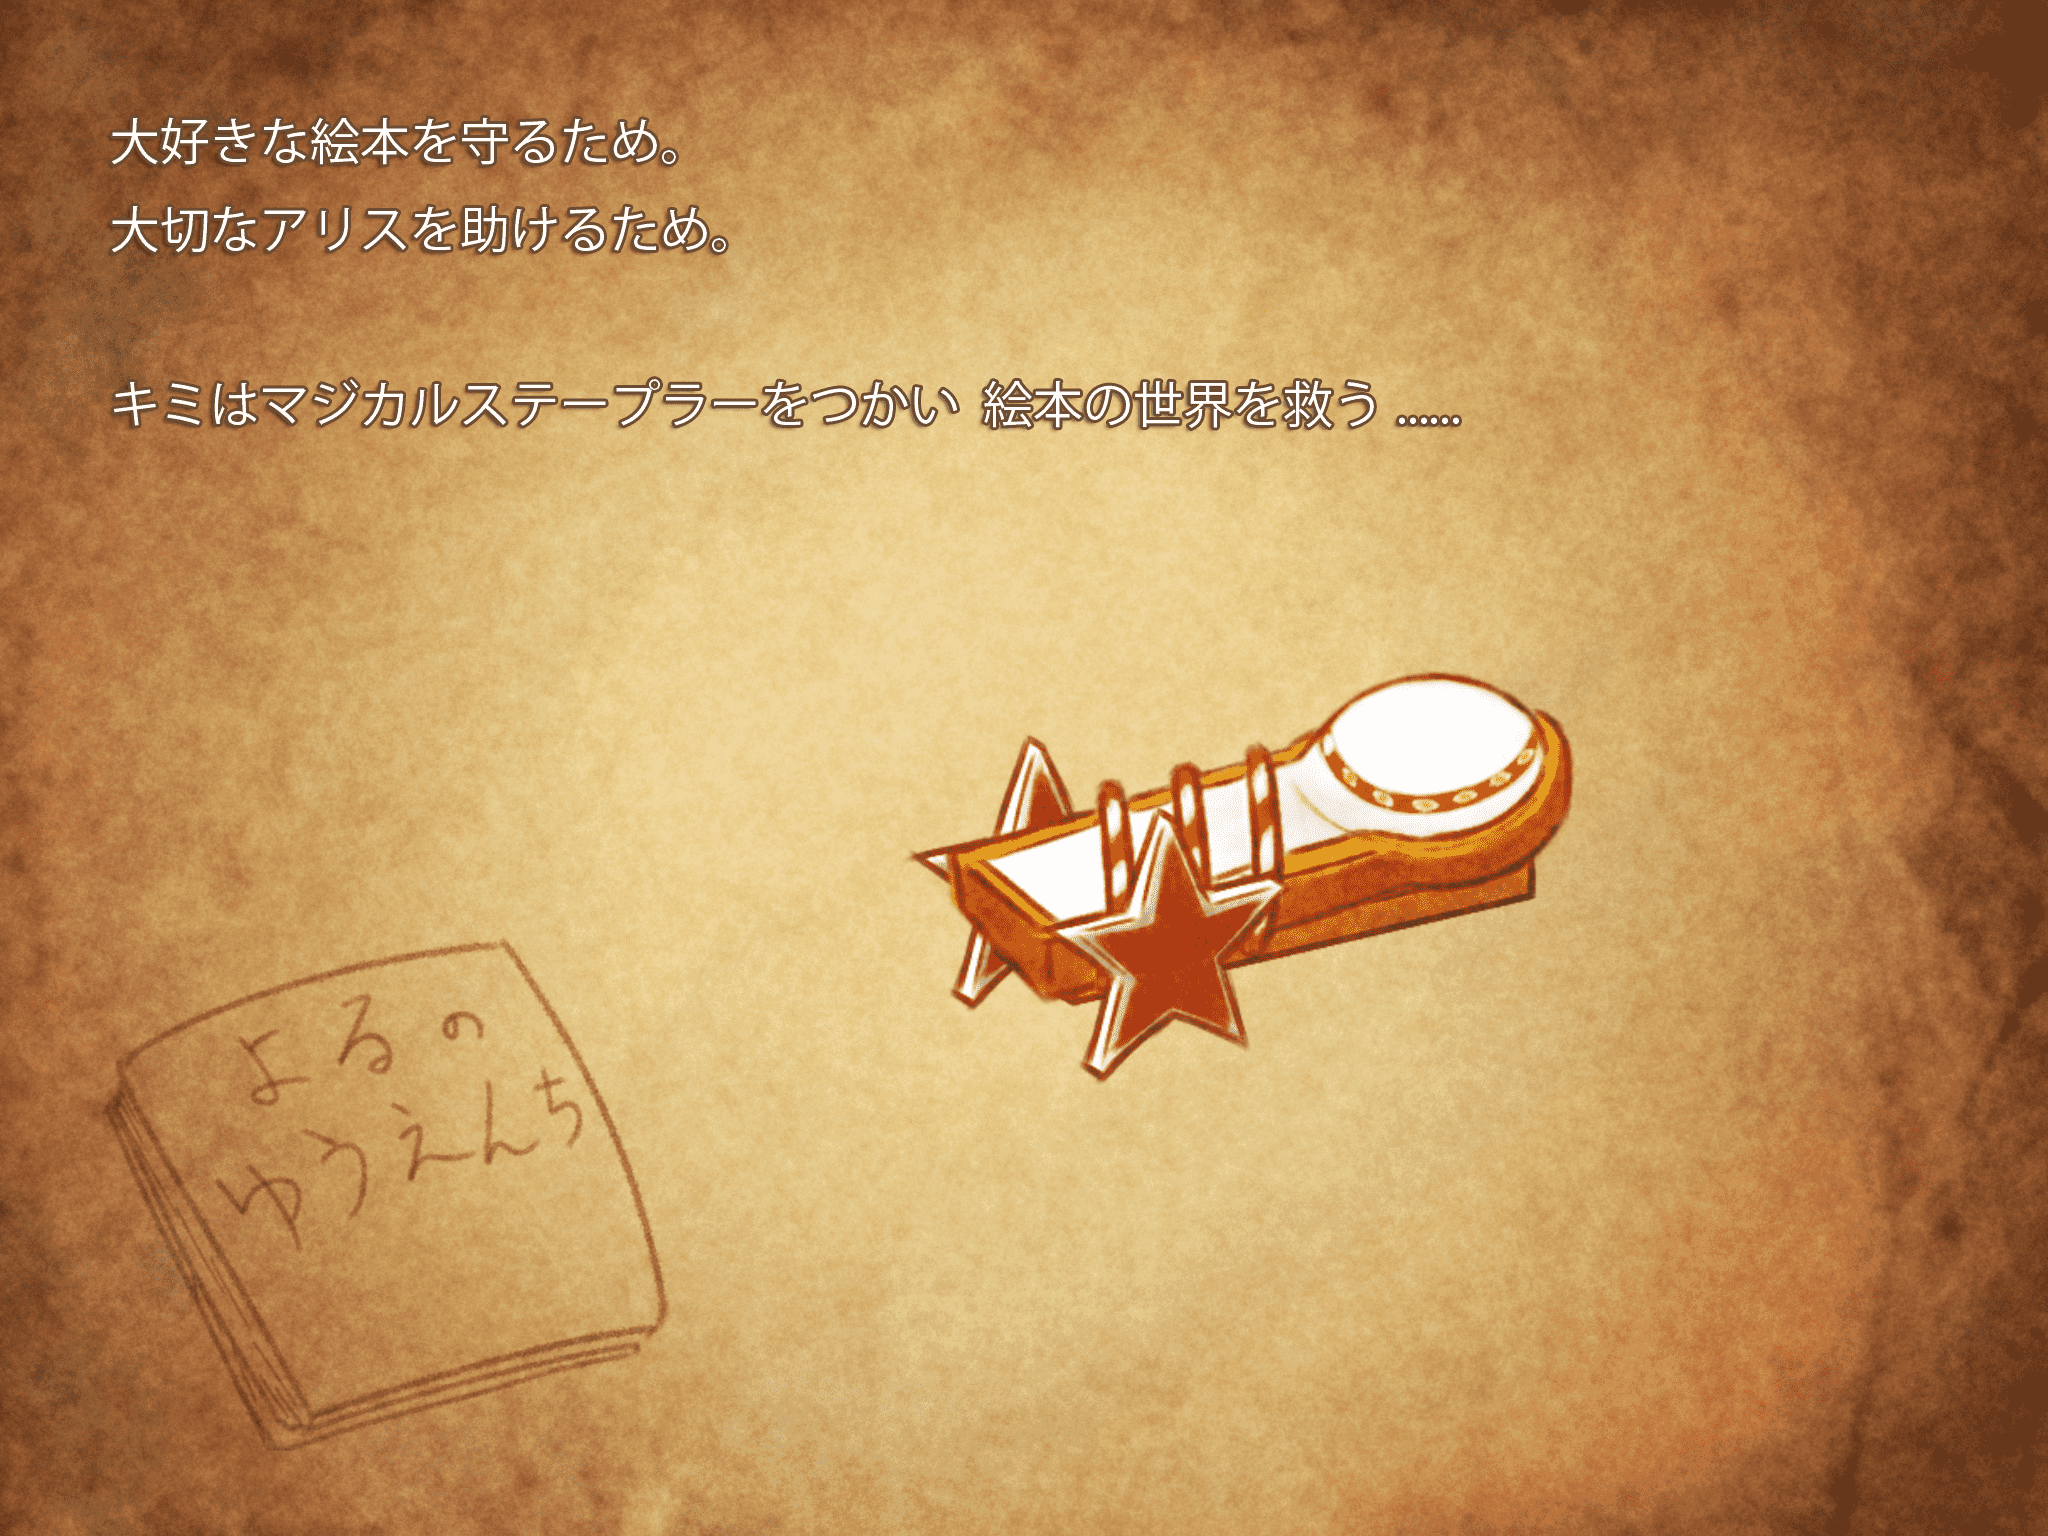 大好きな絵本を守るため。
大切なアリスを助けるため。
キミはマジカルステープラーをつかい 絵本の世界を救う ......
よるの
ゆうえんち